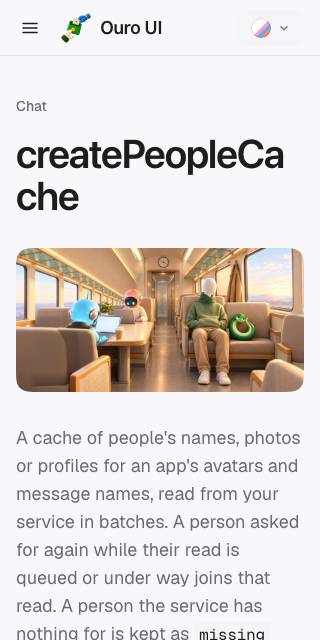 Ouro UI
Chat
createPeopleCa
che
A cache of people's names, photos
or profiles for an app's avatars and
message names, read from your
service in batches. A person asked
for again while their read is
queued or under way joins that
read. A person the service has
nothing for is kept as missing